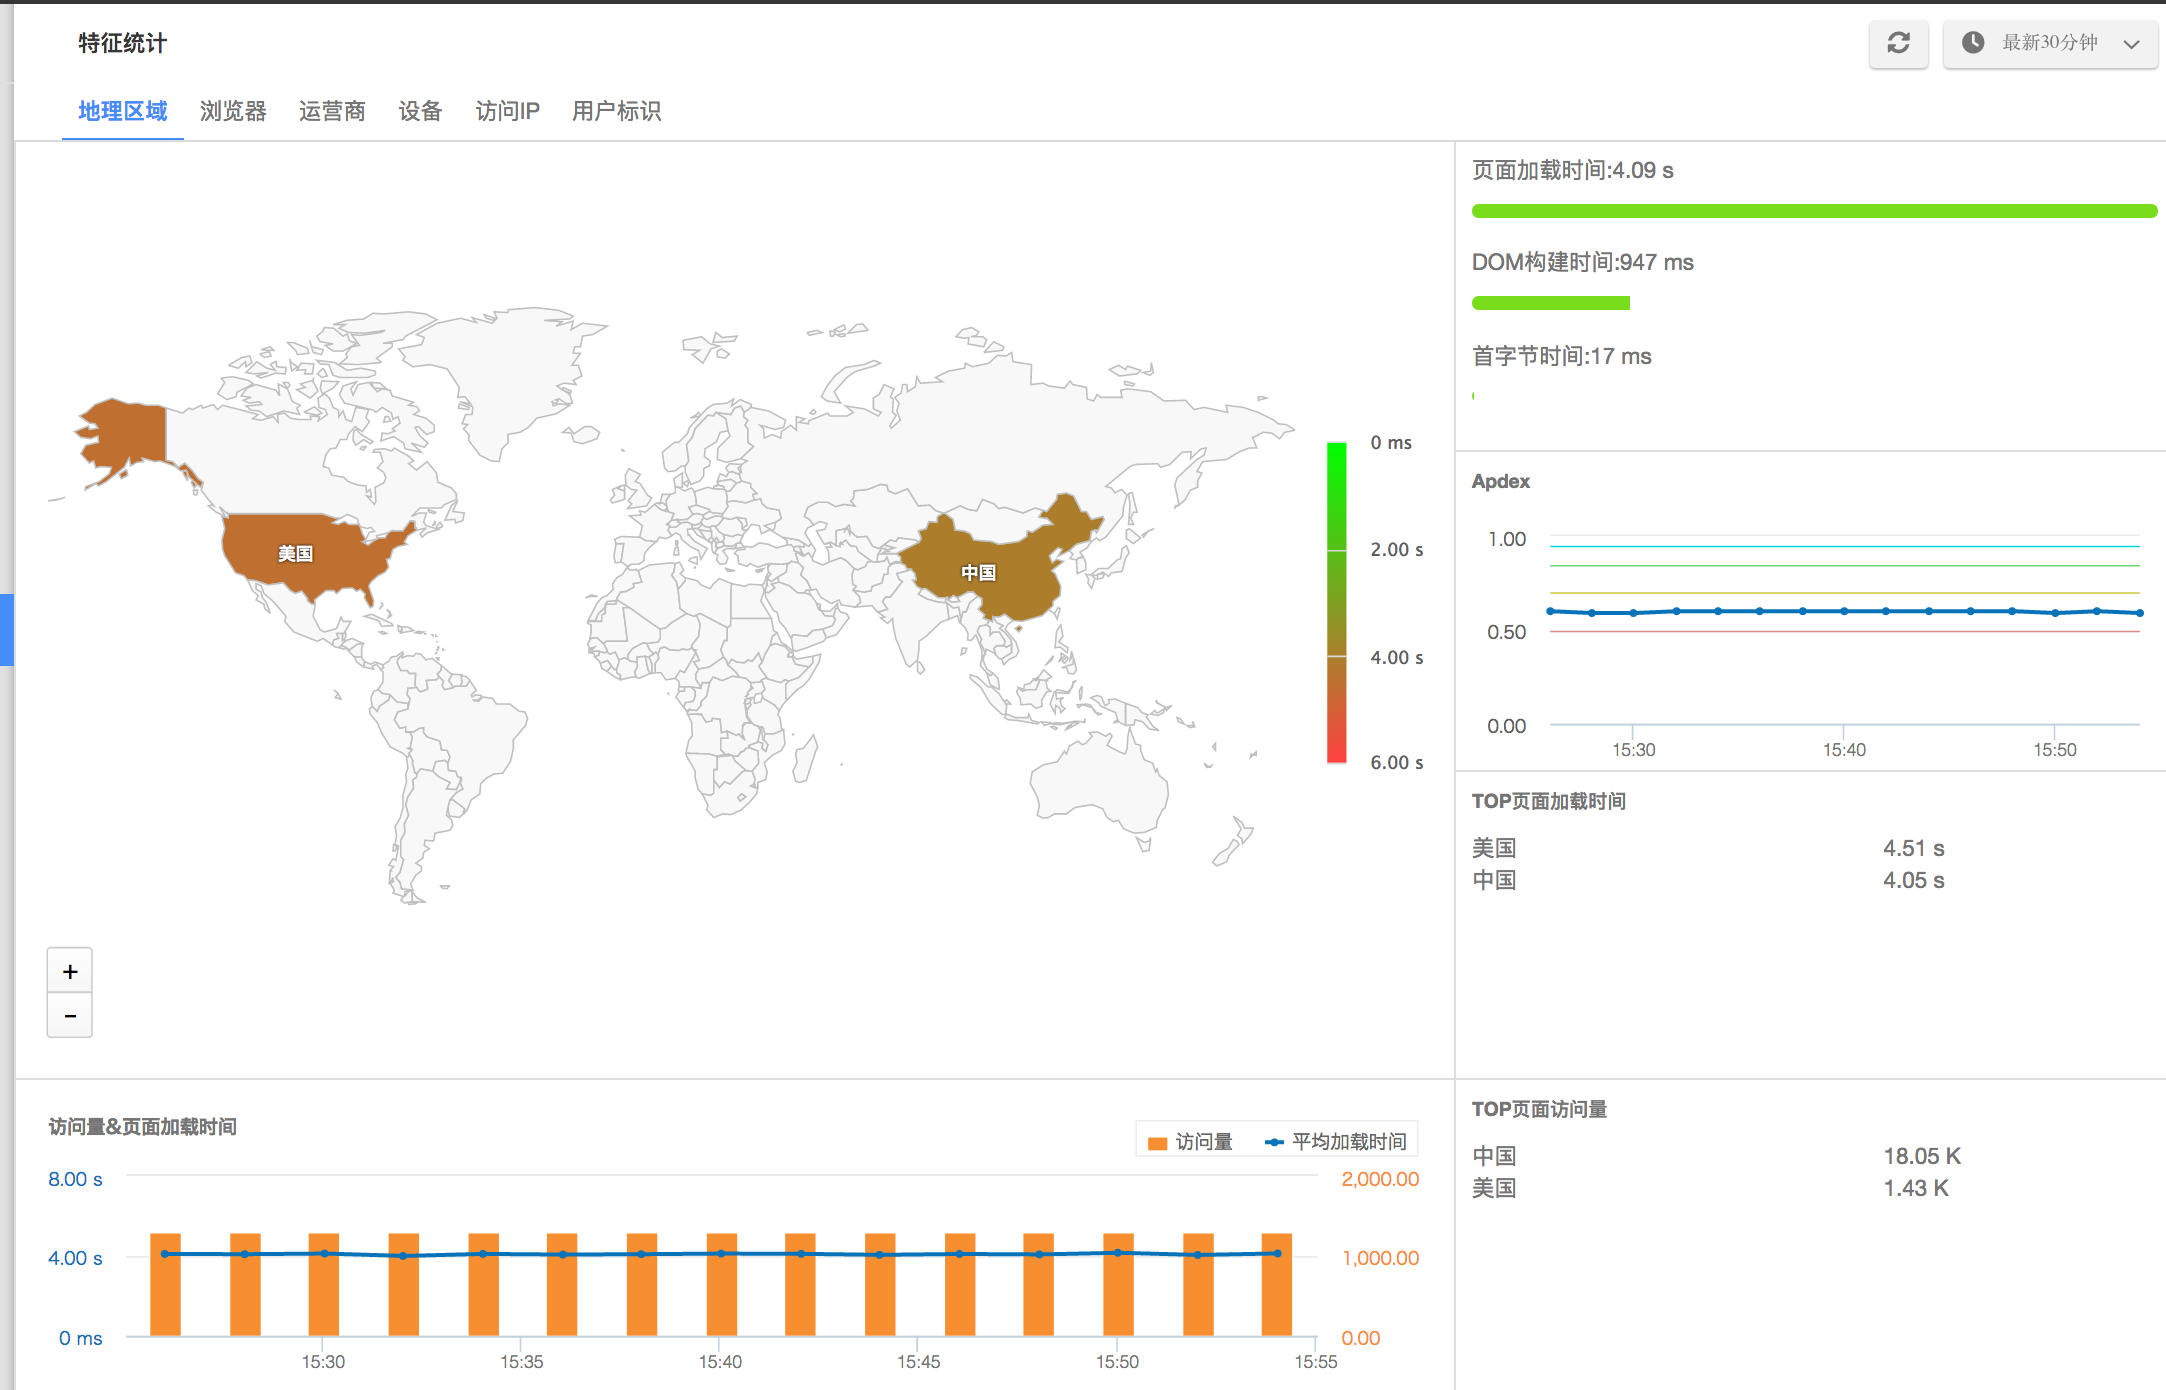 特征统计
最新30分钟
地理区域 浏览器 运营商 设备 访问IP 用户标识
美国
中国
0 ms
2.00 s
4.00 s
6.00 s
+
−
页面加载时间:4.09 s
DOM构建时间:947 ms
首字节时间:17 ms
Apdex
1.00
0.50
0.00
15:30 15:40 15:50
TOP页面加载时间
美国 4.51 s
中国 4.05 s
访问量&页面加载时间
访问量 平均加载时间
8.00 s 2,000.00
4.00 s 1,000.00
0 ms 0.00
15:30 15:35 15:40 15:45 15:50 15:55
TOP页面访问量
中国 18.05 K
美国 1.43 K